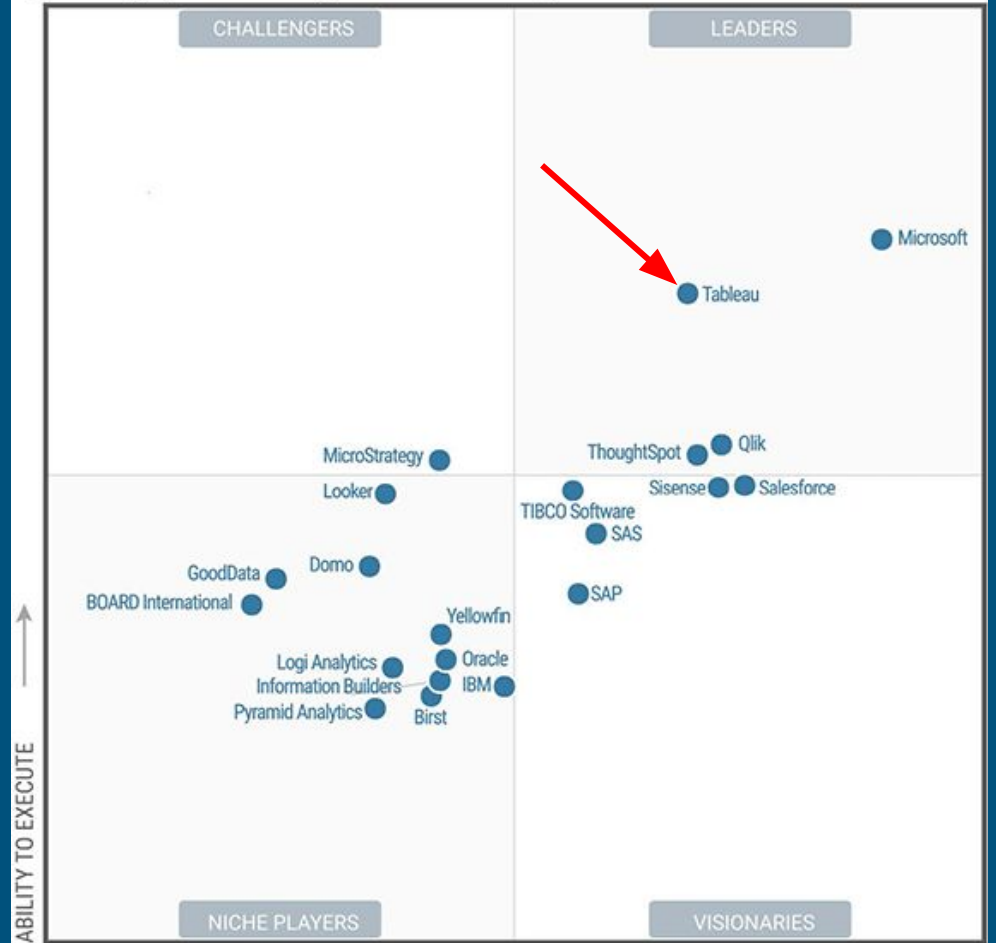 CHALLENGERS
LEADERS
Microsoft
Tableau
Qlik
ThoughtSpot
MicroStrategy
Looker
Sisense
Salesforce
TIBCO Software
SAS
Domo
GoodData
BOARD International
SAP
Yellowfin
Oracle
Logi Analytics
Information Builders
IBM
Pyramid Analytics
Birst
ABILITY TO EXECUTE
NICHE PLAYERS
VISIONARIES